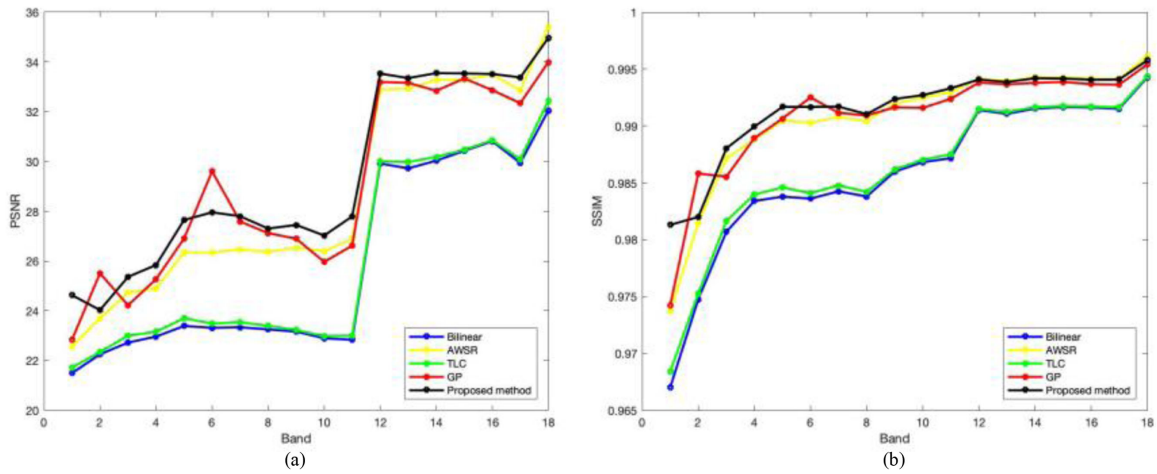 36
34
32
30
28
26
24
22
20
PSNR
0 2 4 6 8 10 12 14 16 18
Band
Bilinear
AWSR
TLC
GP
Proposed method
(a)
1
0.995
0.99
0.985
0.98
0.975
0.97
0.965
SSIM
0 2 4 6 8 10 12 14 16 18
Band
Bilinear
AWSR
TLC
GP
Proposed method
(b)